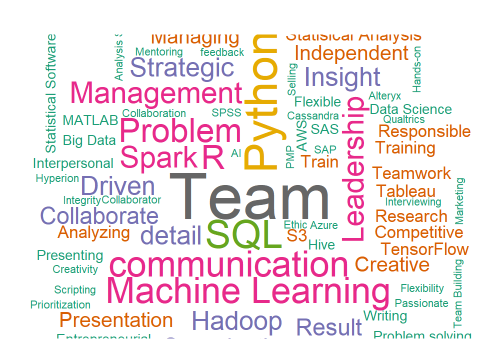 Managing
Statisical Analysis
Statistical Software
Mentoring
feedback
Strategic
Python
Independent
Hands-on
Selling
Insight
Management
Alteryx
Flexible
Data Science
MATLAB
Collaboration
SPSS
Cassandra
Qualtrics
Problem
AWS
SAS
Leadership
Responsible
Big Data
Training
Interpersonal
Spark
R
AI
PMP
SAP
Train
Hyperion
Driven
Team
Teamwork
Tableau
Integrity
Collaborator
Interviewing
Marketing
Collaborate
Research
Analyzing
detail
SQL
Ethic
Azure
S3
Competitive
Hive
TensorFlow
Presenting
communication
Creative
Creativity
Team Building
Scripting
Machine Learning
Flexibility
Prioritization
Passionate
Presentation
Hadoop
Result
Writing
Problem solving
Entrepreneurial